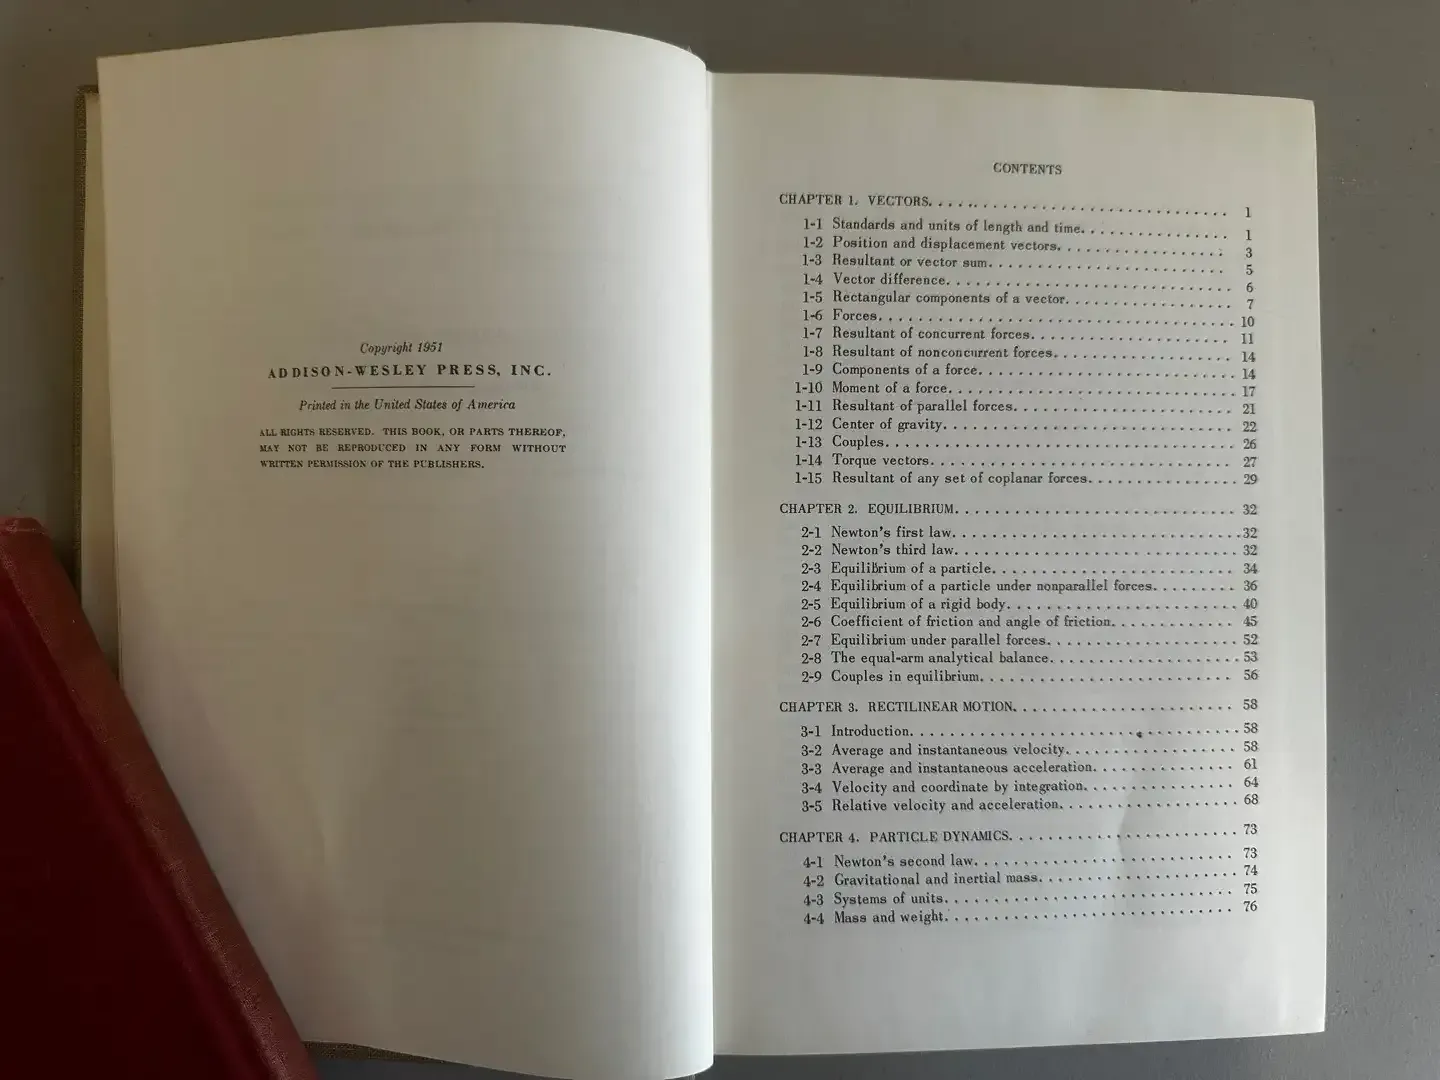 Copyright 1951
ADDISON-WESLEY PRESS, INC.
Printed in the United States of America
ALL RIGHTS RESERVED. THIS BOOK, OR PARTS THEREOF,
MAY NOT BE REPRODUCED IN ANY FORM WITHOUT
WRITTEN PERMISSION OF THE PUBLISHERS.
CONTENTS
CHAPTER 1. VECTORS. 1
1-1 Standards and units of length and time. 1
1-2 Position and displacement vectors. 3
1-3 Resultant or vector sum. 5
1-4 Vector difference. 6
1-5 Rectangular components of a vector. 7
1-6 Forces. 10
1-7 Resultant of concurrent forces. 11
1-8 Resultant of nonconcurrent forces. 14
1-9 Components of a force. 14
1-10 Moment of a force. 17
1-11 Resultant of parallel forces. 21
1-12 Center of gravity. 22
1-13 Couples. 26
1-14 Torque vectors. 27
1-15 Resultant of any set of coplanar forces. 29
CHAPTER 2. EQUILIBRIUM. 32
2-1 Newton's first law. 32
2-2 Newton's third law. 32
2-3 Equilibrium of a particle. 34
2-4 Equilibrium of a particle under nonparallel forces. 36
2-5 Equilibrium of a rigid body. 40
2-6 Coefficient of friction and angle of friction. 45
2-7 Equilibrium under parallel forces. 52
2-8 The equal-arm analytical balance. 53
2-9 Couples in equilibrium. 56
CHAPTER 3. RECTILINEAR MOTION. 58
3-1 Introduction. 58
3-2 Average and instantaneous velocity. 58
3-3 Average and instantaneous acceleration. 61
3-4 Velocity and coordinate by integration. 64
3-5 Relative velocity and acceleration. 68
CHAPTER 4. PARTICLE DYNAMICS. 73
4-1 Newton's second law. 73
4-2 Gravitational and inertial mass. 74
4-3 Systems of units. 75
4-4 Mass and weight. 76